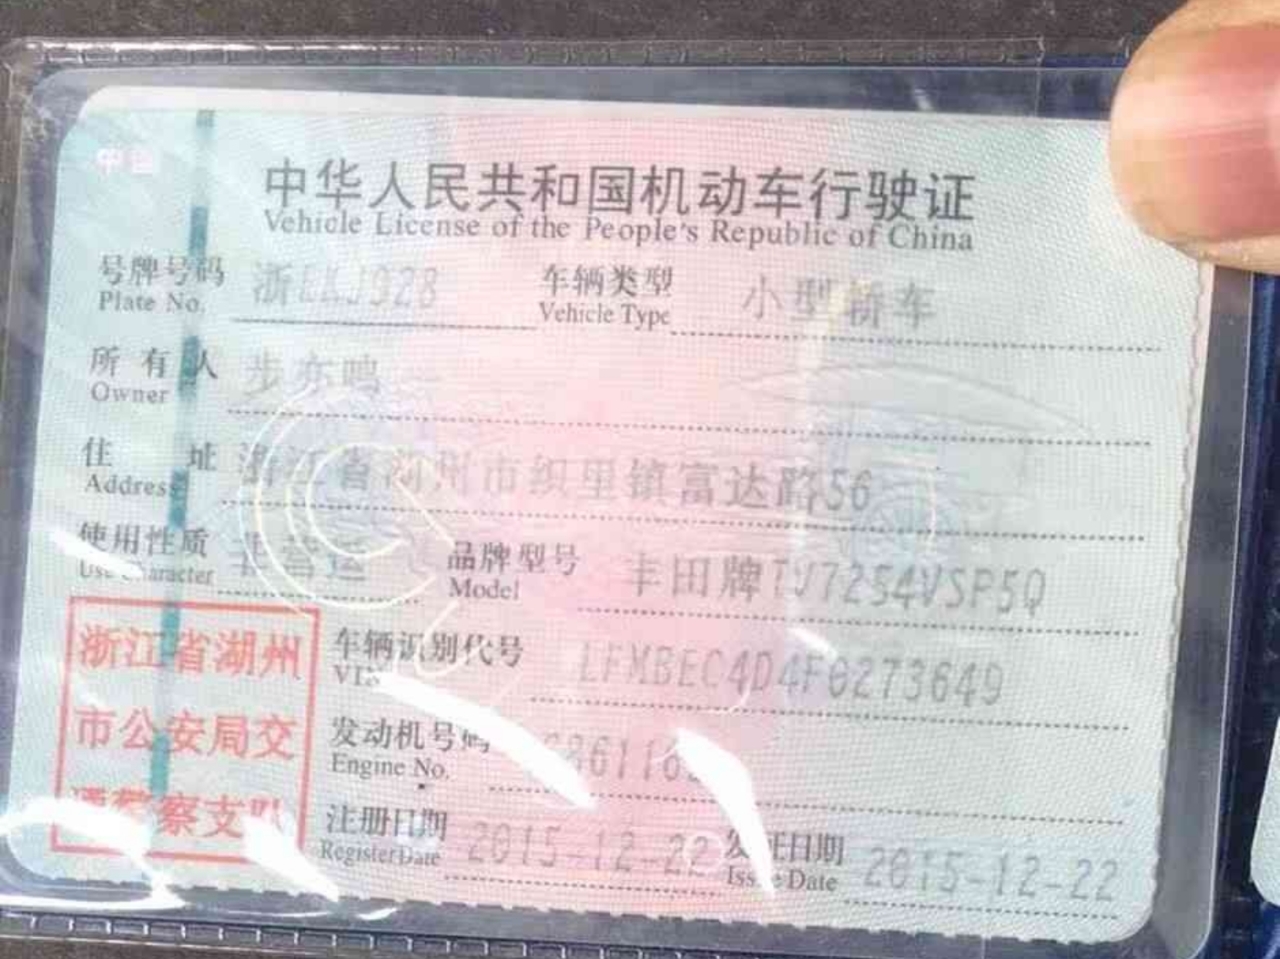 中国
中华人民共和国机动车行驶证
Vehicle License of the People's Republic of China
号牌号码 浙EKJ928 车辆类型 小型轿车
Plate No. Vehicle Type
所有人 步亦鸣
Owner
住址 浙江省湖州市织里镇富达路56
Address
使用性质 非营运 品牌型号 丰田牌TV7254VSP5Q
Use Character Model
浙江省湖州 车辆识别代号 LFMBEC4D4F0273649
VIN
市公安局交 发动机号码
Engine No.
通警察支队 注册日期 2015-12-22 发证日期 2015-12-22
Register Date Issue Date